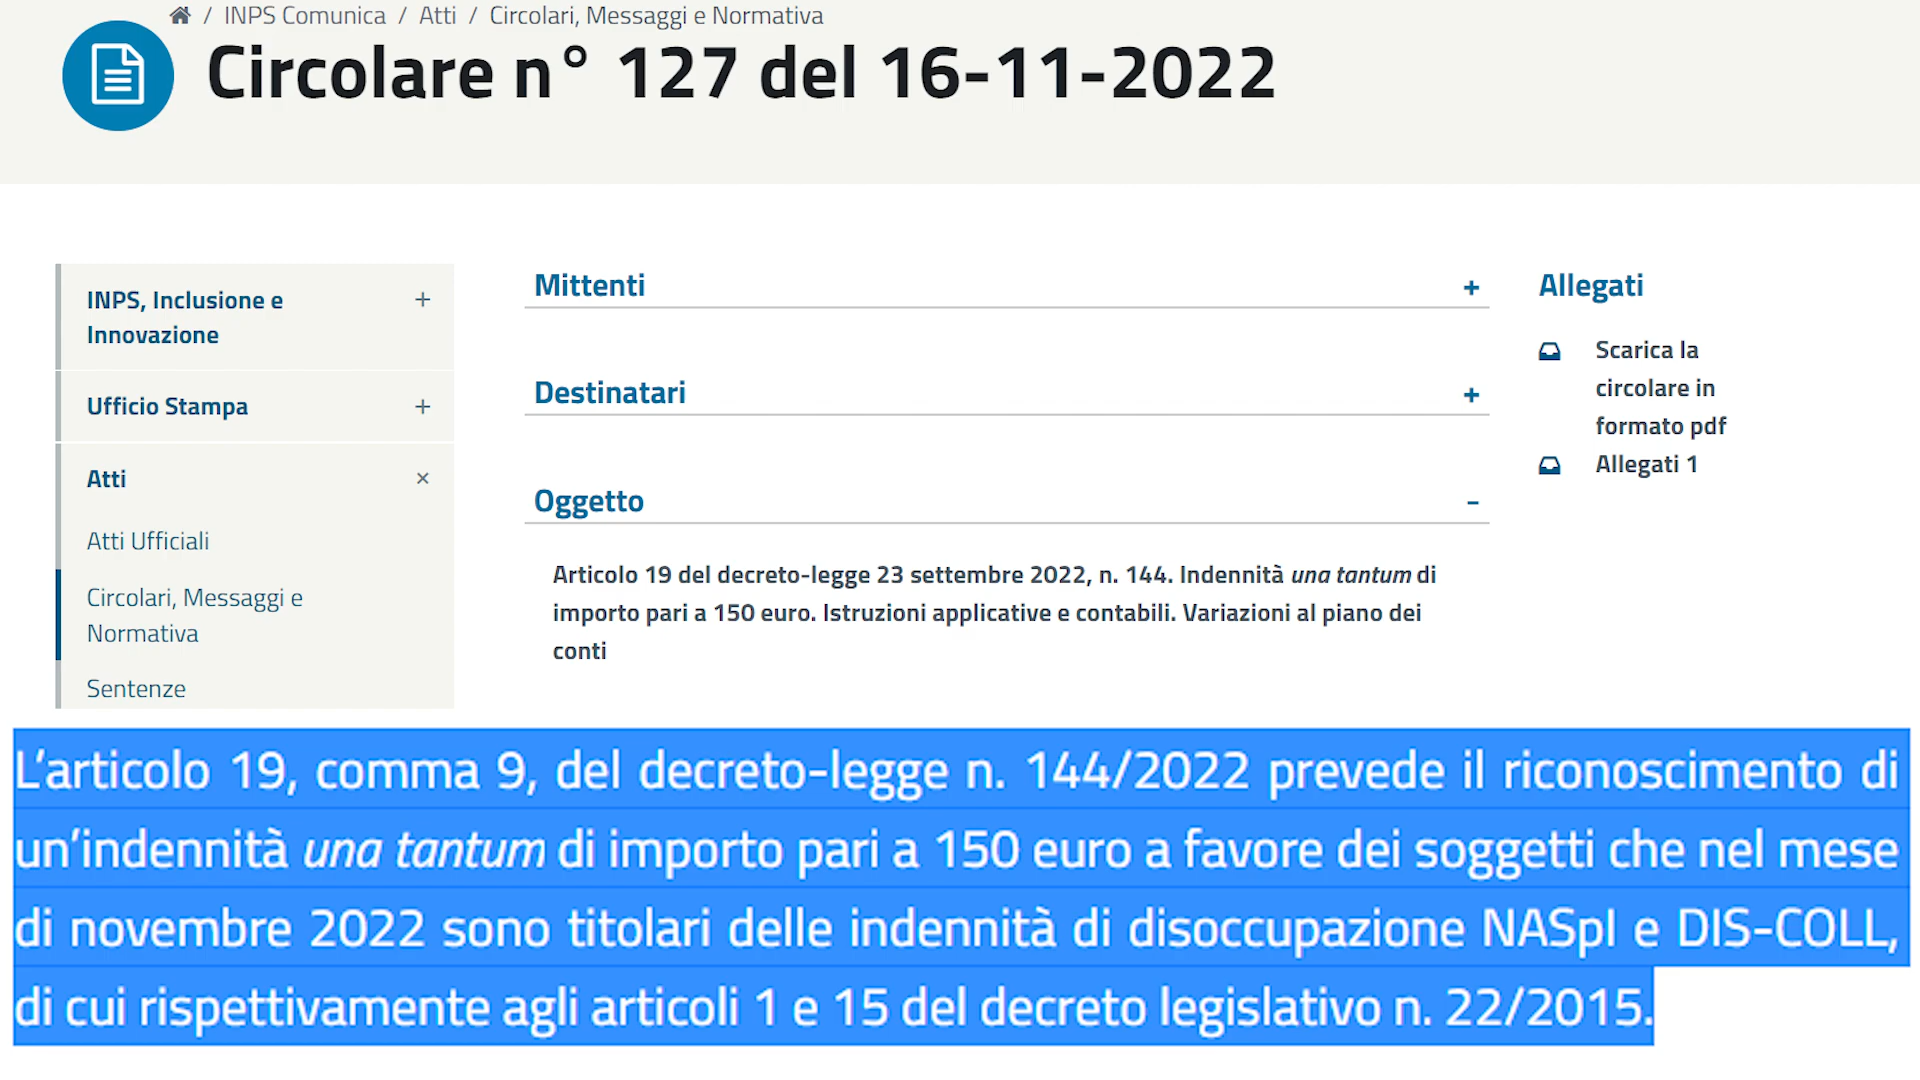 / INPS Comunica / Atti / Circolari, Messaggi e Normativa
Circolare n° 127 del 16-11-2022
INPS, Inclusione e
Innovazione
+
Ufficio Stampa
+
Atti
×
Atti Ufficiali
Circolari, Messaggi e
Normativa
Sentenze
Mittenti
+
Destinatari
+
Oggetto
-
Articolo 19 del decreto-legge 23 settembre 2022, n. 144. Indennità una tantum di
importo pari a 150 euro. Istruzioni applicative e contabili. Variazioni al piano dei
conti
Allegati
Scarica la
circolare in
formato pdf
Allegati 1
L’articolo 19, comma 9, del decreto-legge n. 144/2022 prevede il riconoscimento di
un’indennità una tantum di importo pari a 150 euro a favore dei soggetti che nel mese
di novembre 2022 sono titolari delle indennità di disoccupazione NASpI e DIS-COLL,
di cui rispettivamente agli articoli 1 e 15 del decreto legislativo n. 22/2015.